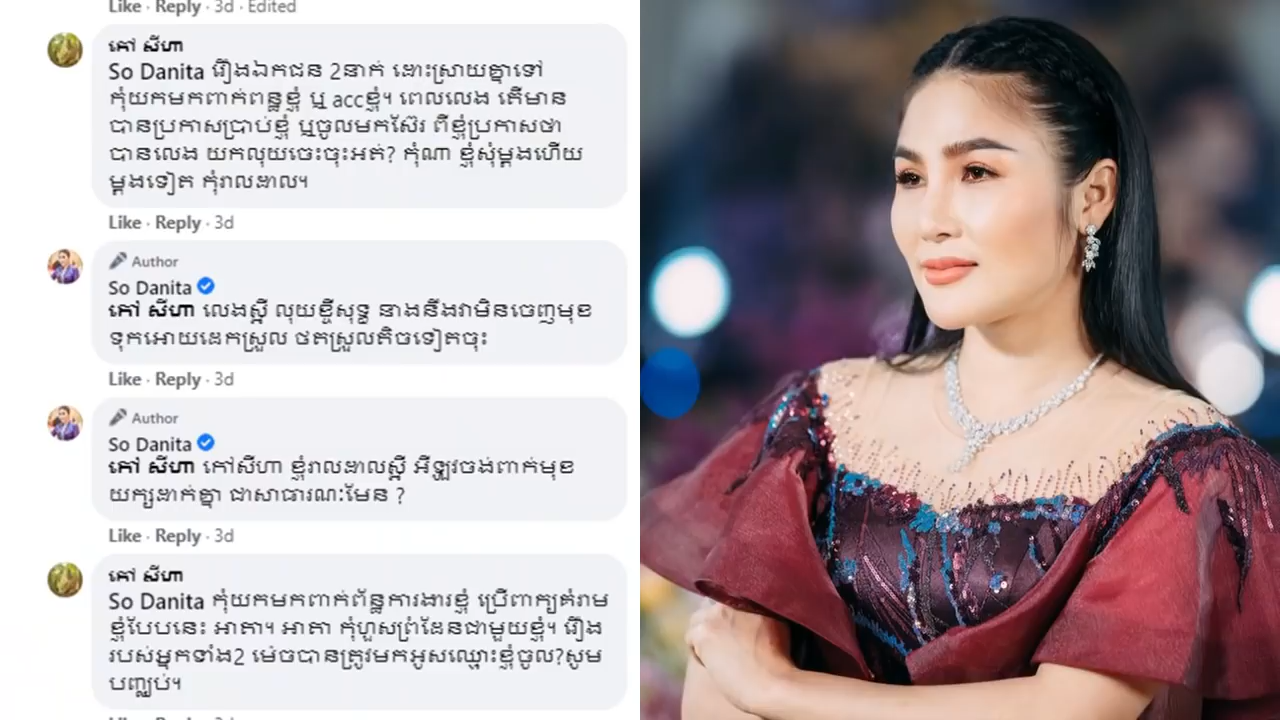 Like · Reply · 3d · Edited
កៅ សីហា
So Danita រឿងឯកជន 2នាក់ ដោះស្រាយគ្នាទៅ
កុំយកមកពាក់ពន្ឋខ្ញុំ ឬ accខ្ញុំ។ ពេលលេង តើមាន
បានប្រកាសប្រាប់ខ្ញុំ ឬចូលមកស៊ែរ ពីខ្ញុំប្រកាសថា
បានលេង យកលុយចេះចុះអត់? កុំណា ខ្ញុំសុំម្ដងហើយ
ម្ដងទៀត កុំរាលដាល។
Like · Reply · 3d
Author
So Danita
កៅ សីហា លេងស្អី លុយខ្ចីសុទ្ធ នាងនឹងវាមិនចេញមុខ
ទុកអោយដេកស្រួល ថតស្រួលតិចទៀតចុះ
Like · Reply · 3d
Author
So Danita
កៅ សីហា កៅសីហា ខ្ញុំរាលដាលស្អី អីឡូវចង់ពាក់មុខ
យក្សដាក់គ្នា ជាសាធារណៈមែន ?
Like · Reply · 3d
កៅ សីហា
So Danita កុំយកមកពាក់ព័ន្ឋការងារខ្ញុំ ប្រើពាក្យគំរាម
ខ្ញុំបែបនេះ អាតា។ អាតា កុំហួសព្រំដែនជាមួយខ្ញុំ។ រឿង
របស់អ្នកទាំង2 ម៉េចបានត្រូវមកអូសឈ្មោះខ្ញុំចូល?សូម
បញ្ឈប់។